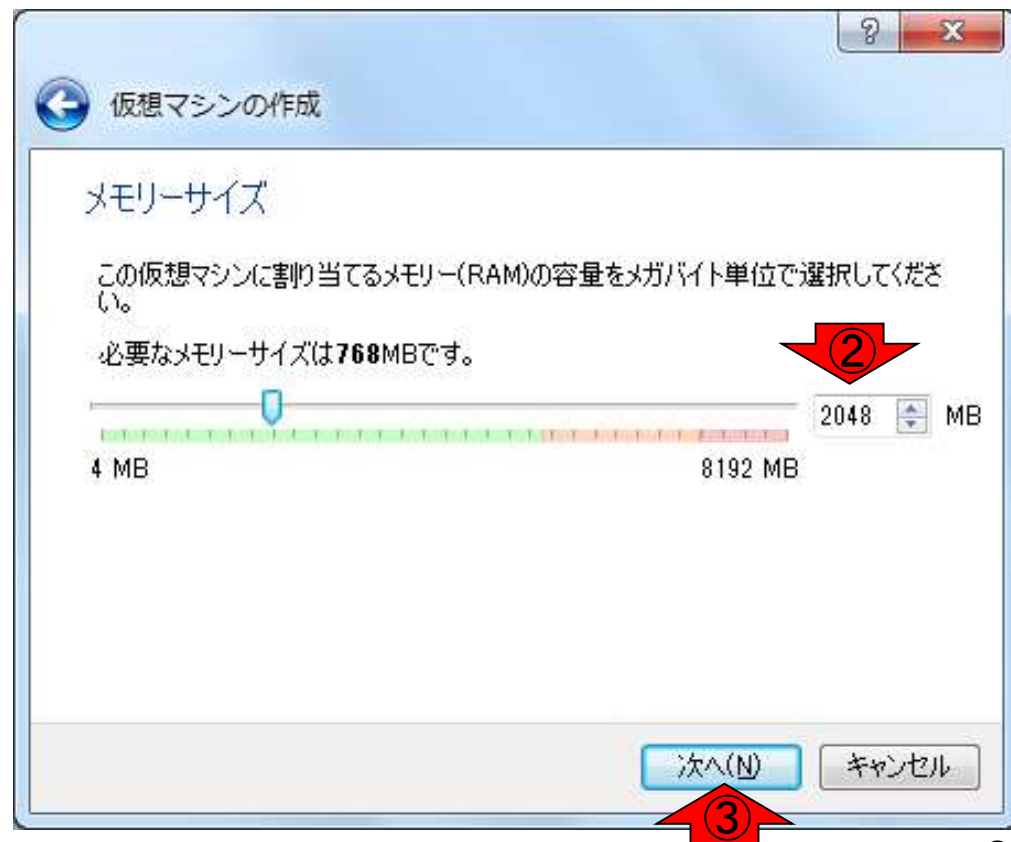 ?
x
仮想マシンの作成
メモリーサイズ
この仮想マシンに割り当てるメモリー(RAM)の容量をメガバイト単位で選択してくださ
い。
必要なメモリーサイズは768MBです。
②
2048 MB
4 MB 8192 MB
次へ(N) キャンセル
③